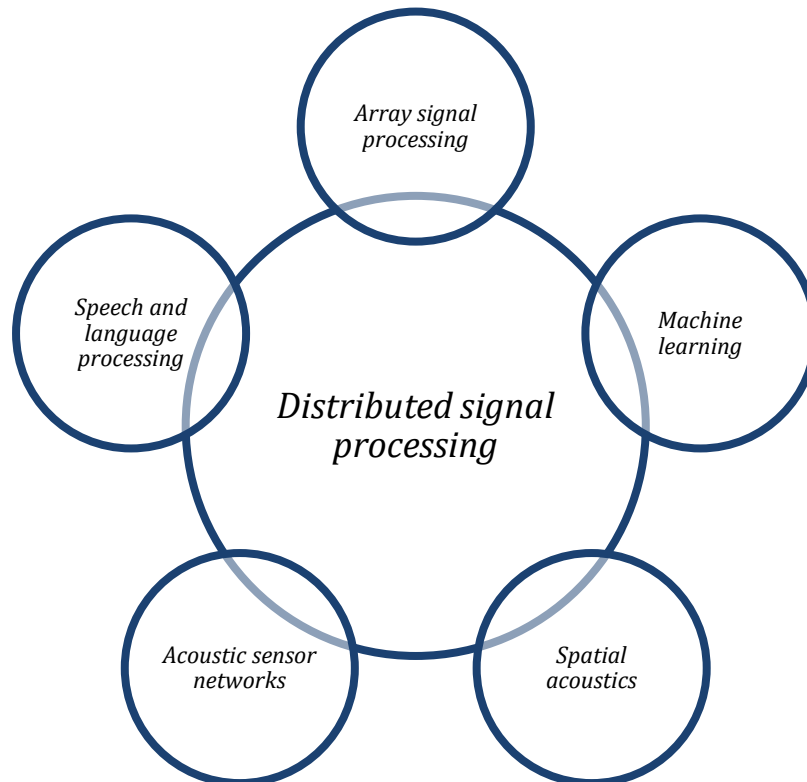 Array signal
processing
Speech and
language
processing
Machine
learning
Distributed signal
processing
Acoustic sensor
networks
Spatial
acoustics